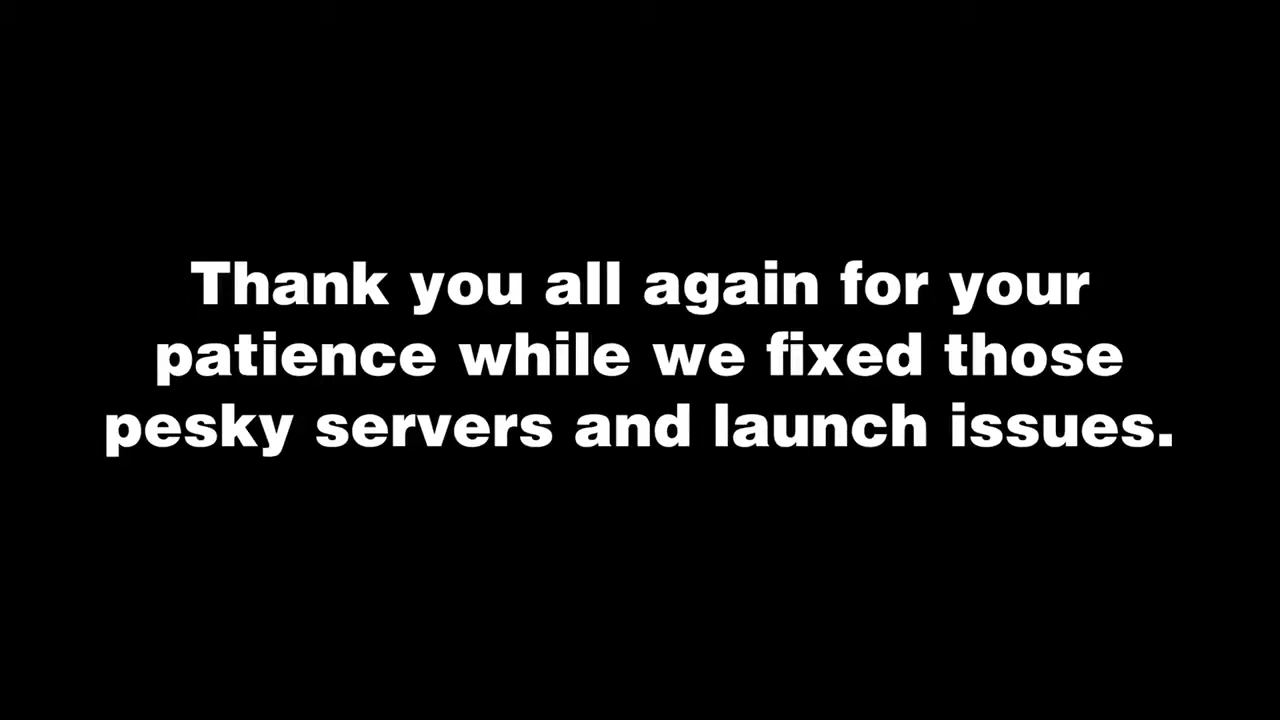 Thank you all again for your
patience while we fixed those
pesky servers and launch issues.